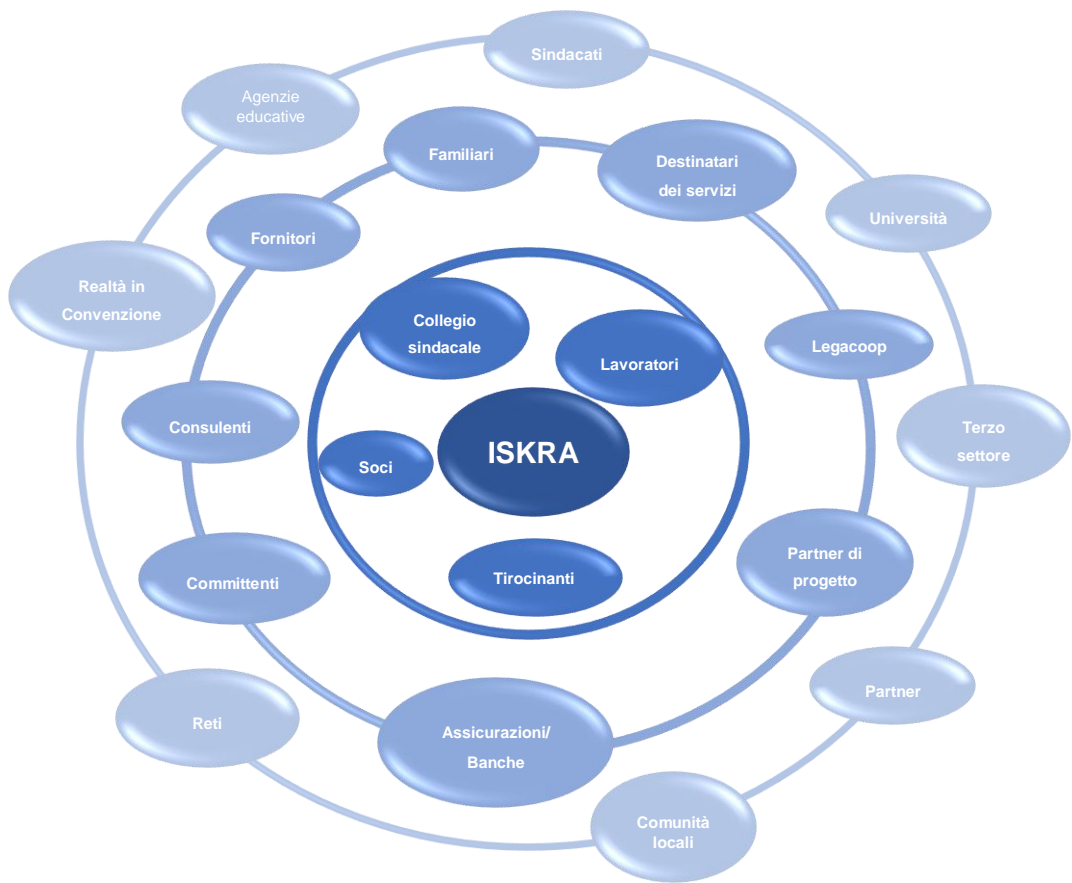 Sindacati
Agenzie
educative
Familiari
Destinatari
dei servizi
Università
Fornitori
Realtà in
Convenzione
Collegio
sindacale
Lavoratori
Legacoop
Consulenti
Soci
ISKRA
Terzo
settore
Committenti
Tirocinanti
Partner di
progetto
Partner
Reti
Assicurazioni/
Banche
Comunità
locali